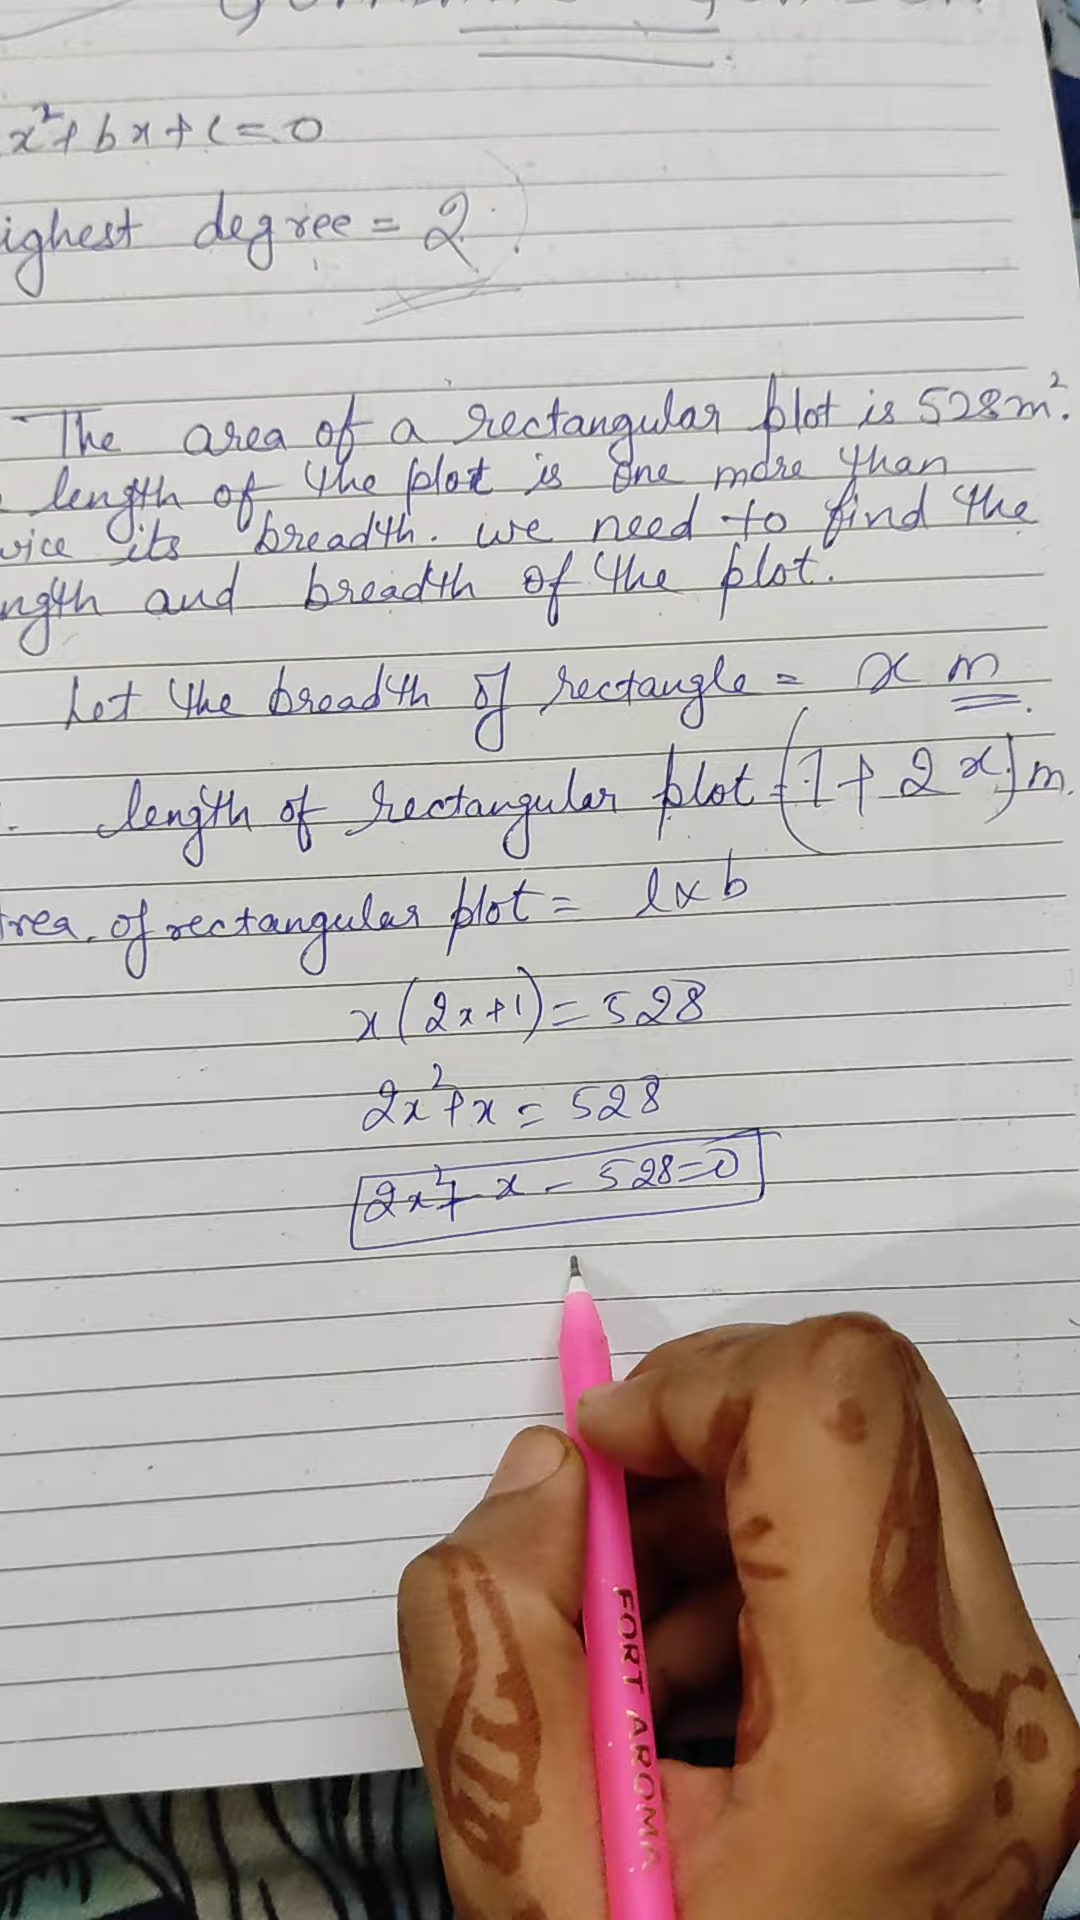 x²+bx+c=0
ighest degree = 2.
The area of a rectangular plot is 528m².
length of the plot is one more than
wice its breadth. we need to find the
ngth and breadth of the plot.
Let the breadth of rectangle = x m
length of rectangular plot = (1+2x) m.
Area of rectangular plot = l×b
x(2x+1)=528
2x²+x=528
2x²+x-528=0
FORT AROMA